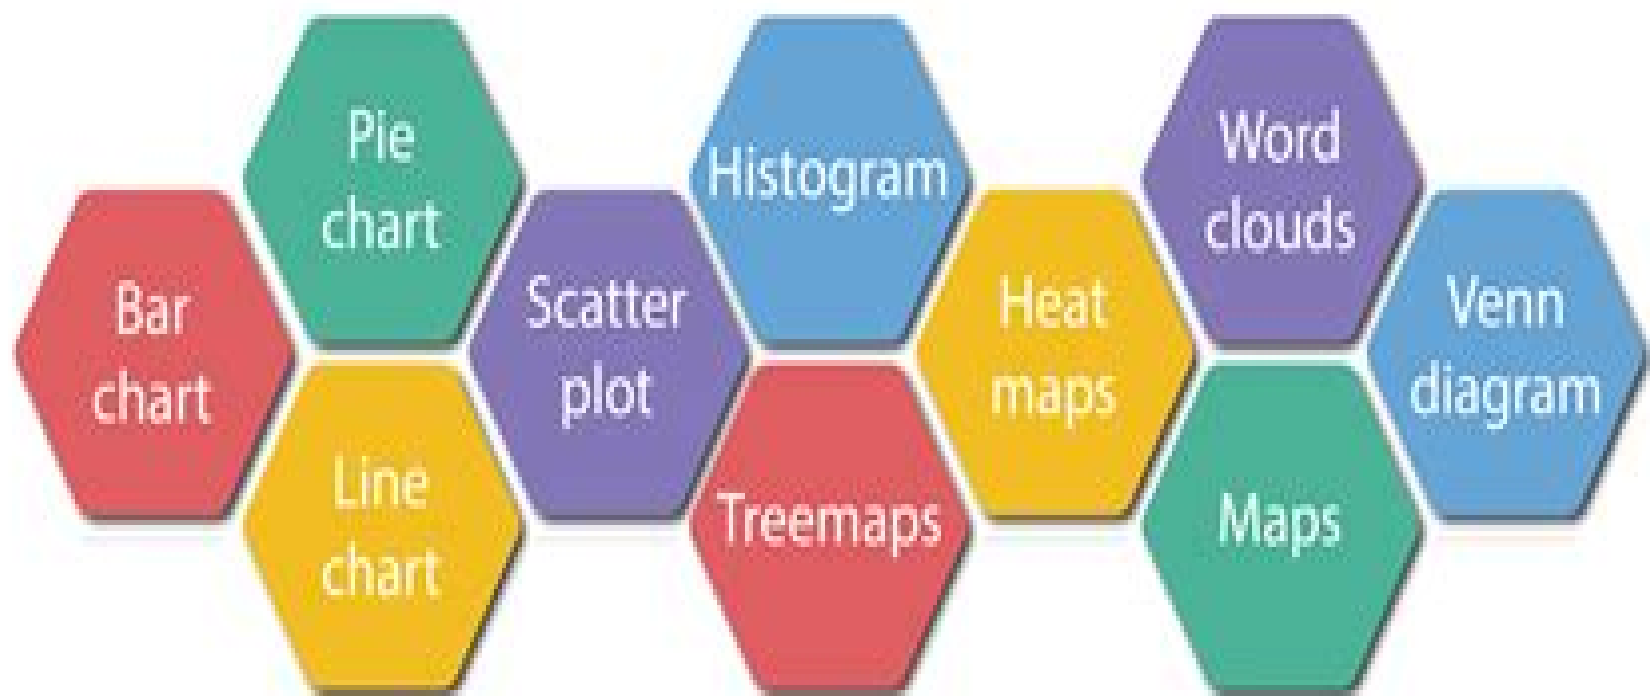 Bar
chart
Pie
chart
Line
chart
Scatter
plot
Histogram
Treemaps
Heat
maps
Word
clouds
Maps
Venn
diagram